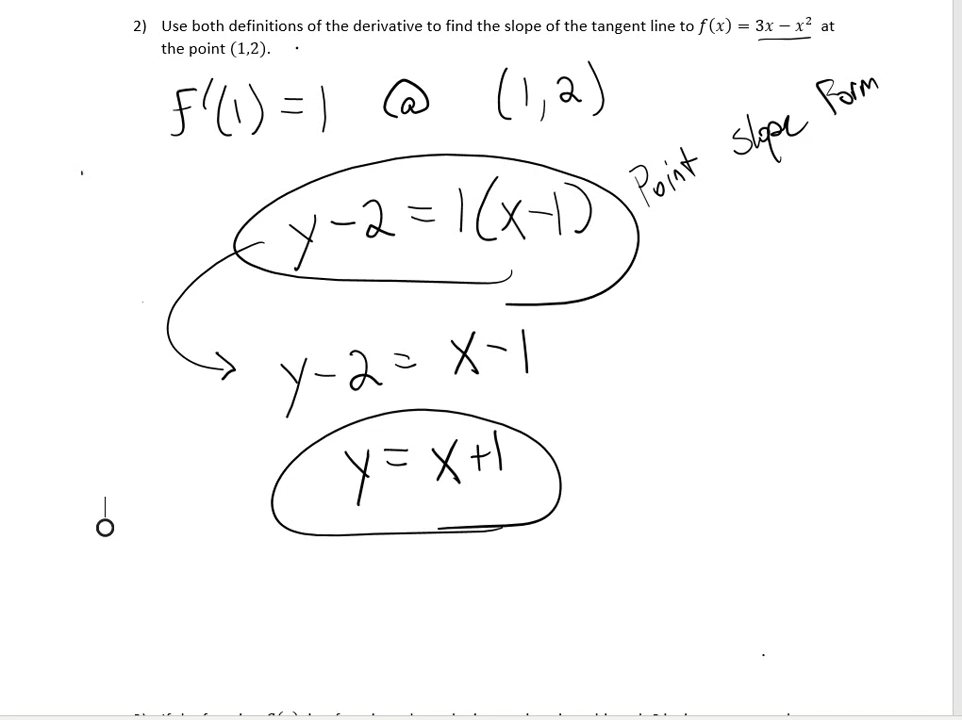 2) Use both definitions of the derivative to find the slope of the tangent line to f(x) = 3x − x² at
the point (1,2).
f'(1) = 1 @ (1,2)
Point Slope Form
y-2 = 1(x-1)
y-2 = x-1
y = x+1